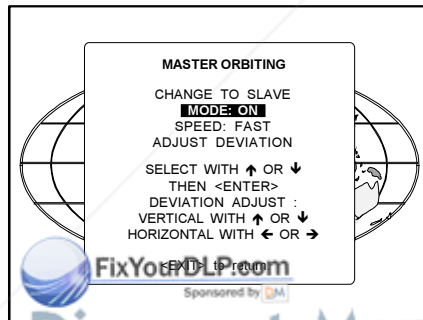 MASTER ORBITING
CHANGE TO SLAVE
MODE: ON
SPEED: FAST
ADJUST DEVIATION
SELECT WITH ↑ OR ↓
THEN <ENTER>
DEVIATION ADJUST :
VERTICAL WITH ↑ OR ↓
HORIZONTAL WITH ← OR →
<EXIT> to return
FixYourDLP.com
Sponsored by